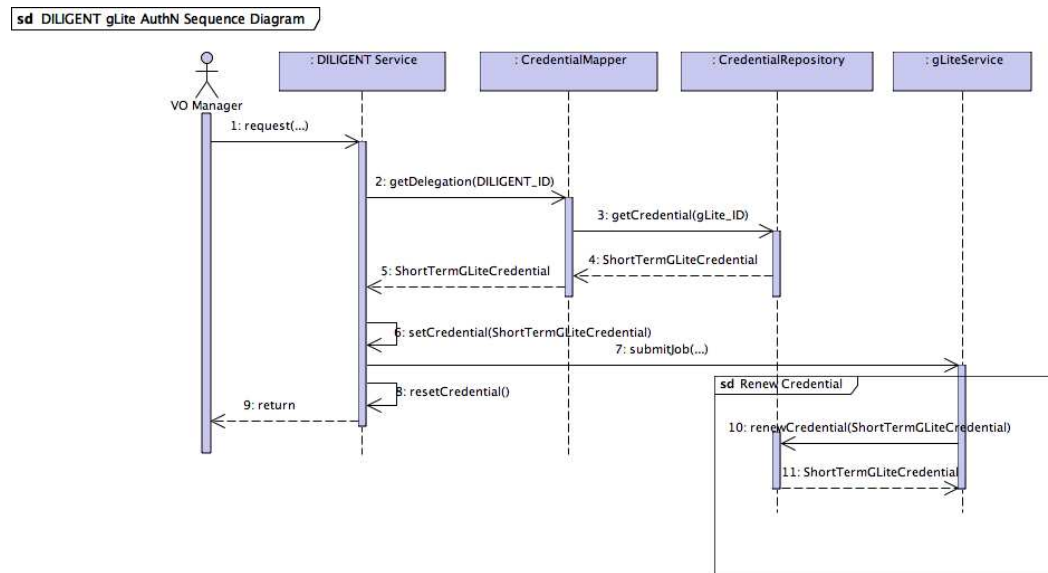 sd DILIGENT gLite AuthN Sequence Diagram
: DILIGENT Service
: CredentialMapper
: CredentialRepository
: gLiteService
VO Manager
1: request(...)
2: getDelegation(DILIGENT_ID)
3: getCredential(gLite_ID)
4: ShortTermGLiteCredential
5: ShortTermGLiteCredential
6: setCredential(ShortTermGLiteCredential)
7: submitJob(...)
sd Renew Credential
8: resetCredential()
9: return
10: renewCredential(ShortTermGLiteCredential)
11: ShortTermGLiteCredential